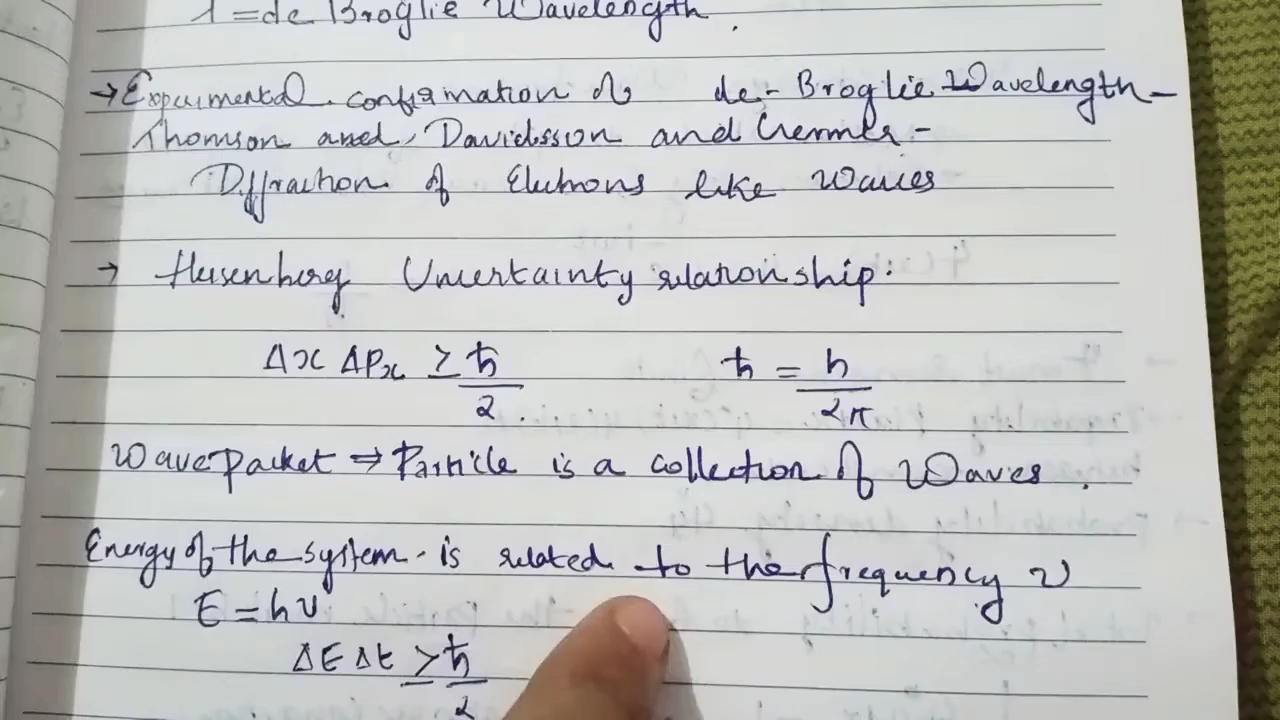 λ = de Broglie Wavelength.
→ Experimental confirmation of de-Broglie Wavelength -
Thomson and, Davidsson and Germer -
Diffraction of Electrons like waves
→ Heisenberg Uncertainty relationship:
Δx ΔPx ≥ ħ/2 ħ = h/2π
Wave Packet ⇒ Particle is a collection of Waves.
Energy of the system is related to the frequency ν
E = hν
ΔE Δt ≥ ħ/2